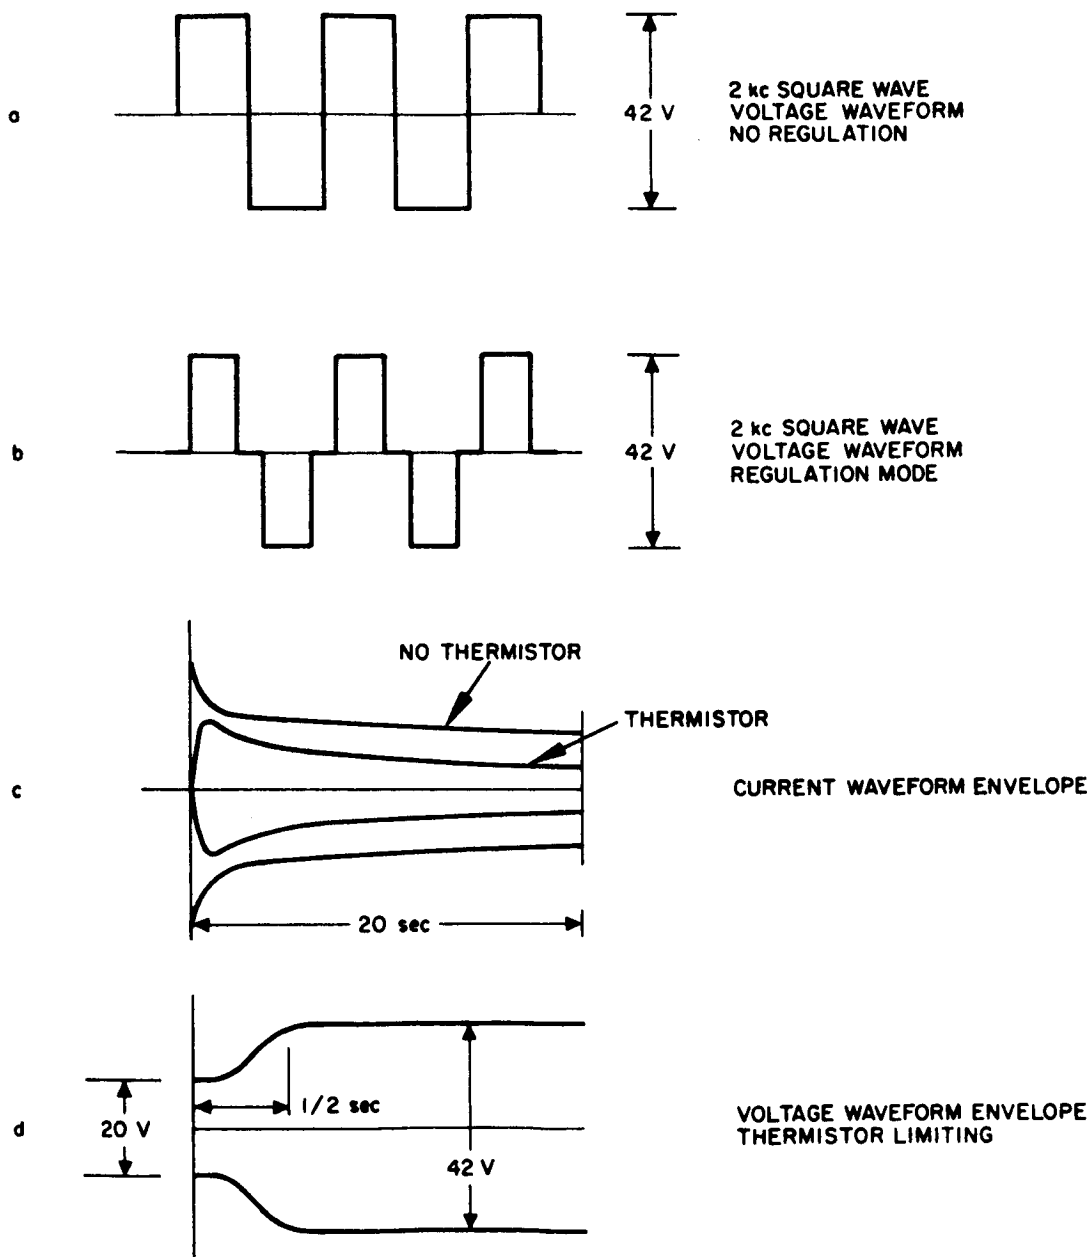 a
42 V
2 kc SQUARE WAVE
VOLTAGE WAVEFORM
NO REGULATION
b
42 V
2 kc SQUARE WAVE
VOLTAGE WAVEFORM
REGULATION MODE
NO THERMISTOR
THERMISTOR
c
CURRENT WAVEFORM ENVELOPE
20 sec
1/2 sec
d
20 V
42 V
VOLTAGE WAVEFORM ENVELOPE
THERMISTOR LIMITING